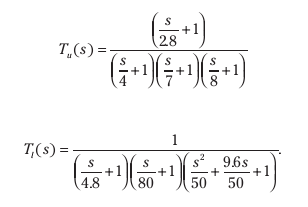 T_u(s) = (s/2.8 + 1) / ((s/4 + 1)(s/7 + 1)(s/8 + 1))
T_l(s) = 1 / ((s/4.8 + 1)(s/80 + 1)(s²/50 + 9.6s/50 + 1)).